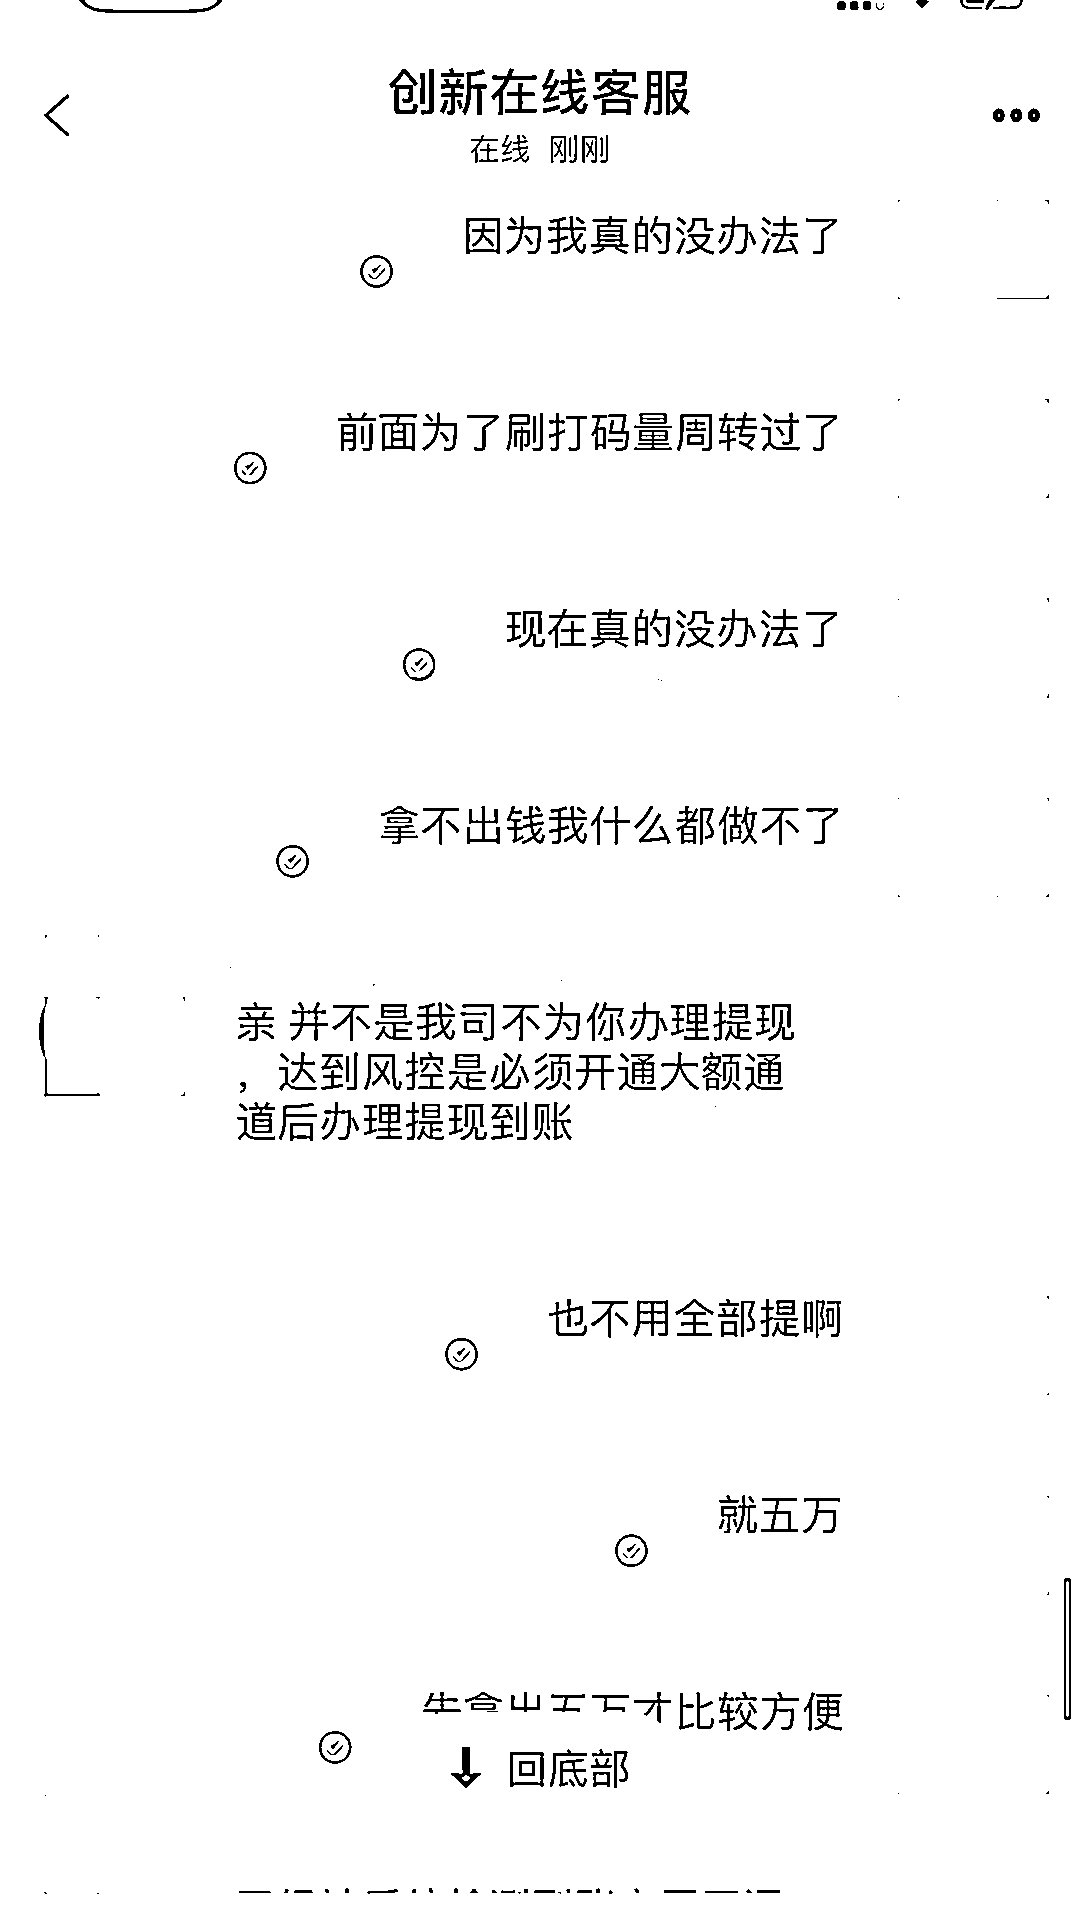 创新在线客服
在线 刚刚
因为我真的没办法了
前面为了刷打码量周转过了
现在真的没办法了
拿不出钱我什么都做不了
亲 并不是我司不为你办理提现
，达到风控是必须开通大额通
道后办理提现到账
也不用全部提啊
就五万
先拿出五万才比较方便
回底部